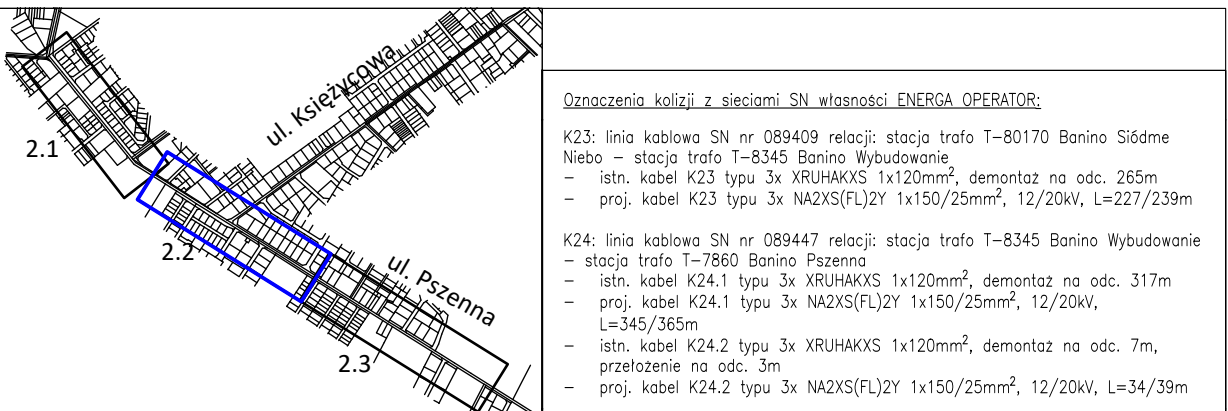 ul. Księżycowa
2.1
2.2
ul. Pszenna
2.3
Oznaczenia kolizji z sieciami SN własności ENERGA OPERATOR:
K23: linia kablowa SN nr 089409 relacji: stacja trafo T–80170 Banino Siódme
Niebo – stacja trafo T–8345 Banino Wybudowanie
– istn. kabel K23 typu 3x XRUHAKXS 1x120mm², demontaż na odc. 265m
– proj. kabel K23 typu 3x NA2XS(FL)2Y 1x150/25mm², 12/20kV, L=227/239m
K24: linia kablowa SN nr 089447 relacji: stacja trafo T–8345 Banino Wybudowanie
– stacja trafo T–7860 Banino Pszenna
– istn. kabel K24.1 typu 3x XRUHAKXS 1x120mm², demontaż na odc. 317m
– proj. kabel K24.1 typu 3x NA2XS(FL)2Y 1x150/25mm², 12/20kV,
L=345/365m
– istn. kabel K24.2 typu 3x XRUHAKXS 1x120mm², demontaż na odc. 7m,
przełożenie na odc. 3m
– proj. kabel K24.2 typu 3x NA2XS(FL)2Y 1x150/25mm², 12/20kV, L=34/39m